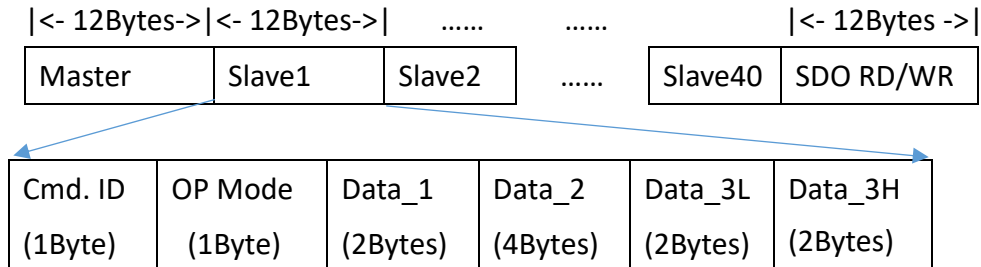 |<- 12Bytes->|<- 12Bytes->| …… …… |<- 12Bytes ->|
Master Slave1 Slave2 …… Slave40 SDO RD/WR
Cmd. ID OP Mode Data_1 Data_2 Data_3L Data_3H
(1Byte) (1Byte) (2Bytes) (4Bytes) (2Bytes) (2Bytes)